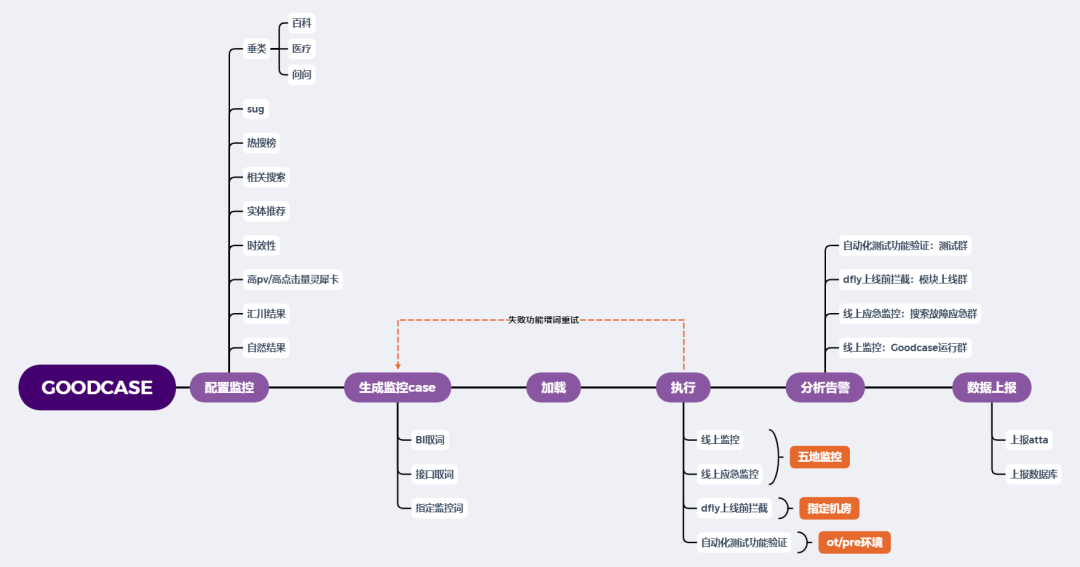 百科
垂类
医疗
问问
sug
热搜榜
相关搜索
实体推荐
时效性
高pv/高点击量灵犀卡
汇川结果
自然结果
自动化测试功能验证：测试群
dfly上线前拦截：模块上线群
线上应急监控：搜索故障应急群
线上监控：Goodcase运行群
失败功能增词重试
GOODCASE
配置监控
生成监控case
加载
执行
分析告警
数据上报
BI取词
接口取词
指定监控词
线上监控
线上应急监控
五地监控
dfly上线前拦截
指定机房
自动化测试功能验证
ot/pre环境
上报atta
上报数据库